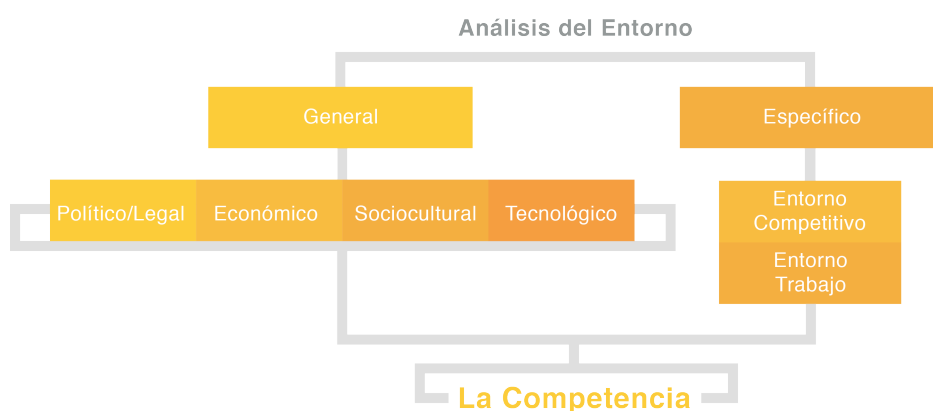 Análisis del Entorno
General
Específico
Político/Legal
Económico
Sociocultural
Tecnológico
Entorno
Competitivo
Entorno
Trabajo
La Competencia